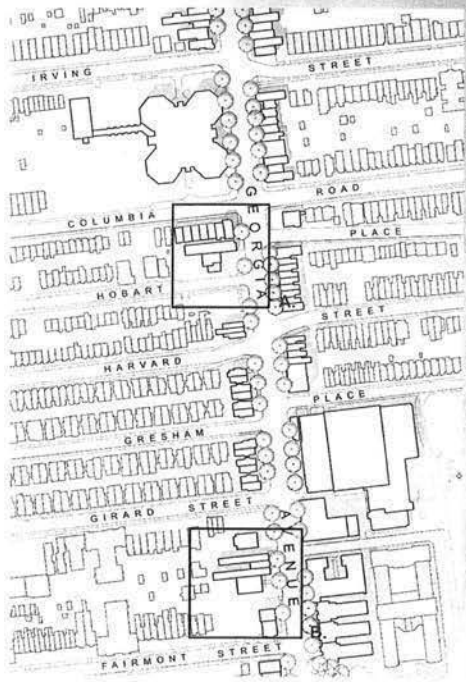 IRVING STREET
COLUMBIA ROAD
GEORGIA
PLACE
HOBART
A.
STREET
HARVARD
PLACE
GRESHAM
GIRARD STREET
AVENUE
B.
FAIRMONT STREET